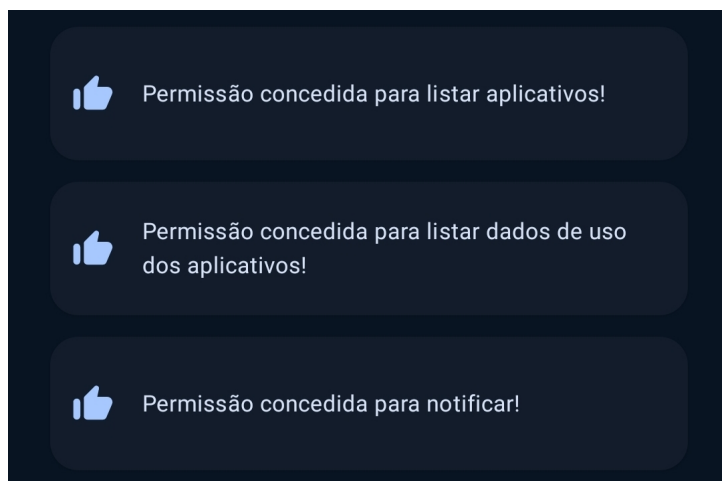 Permissão concedida para listar aplicativos!
Permissão concedida para listar dados de uso
dos aplicativos!
Permissão concedida para notificar!